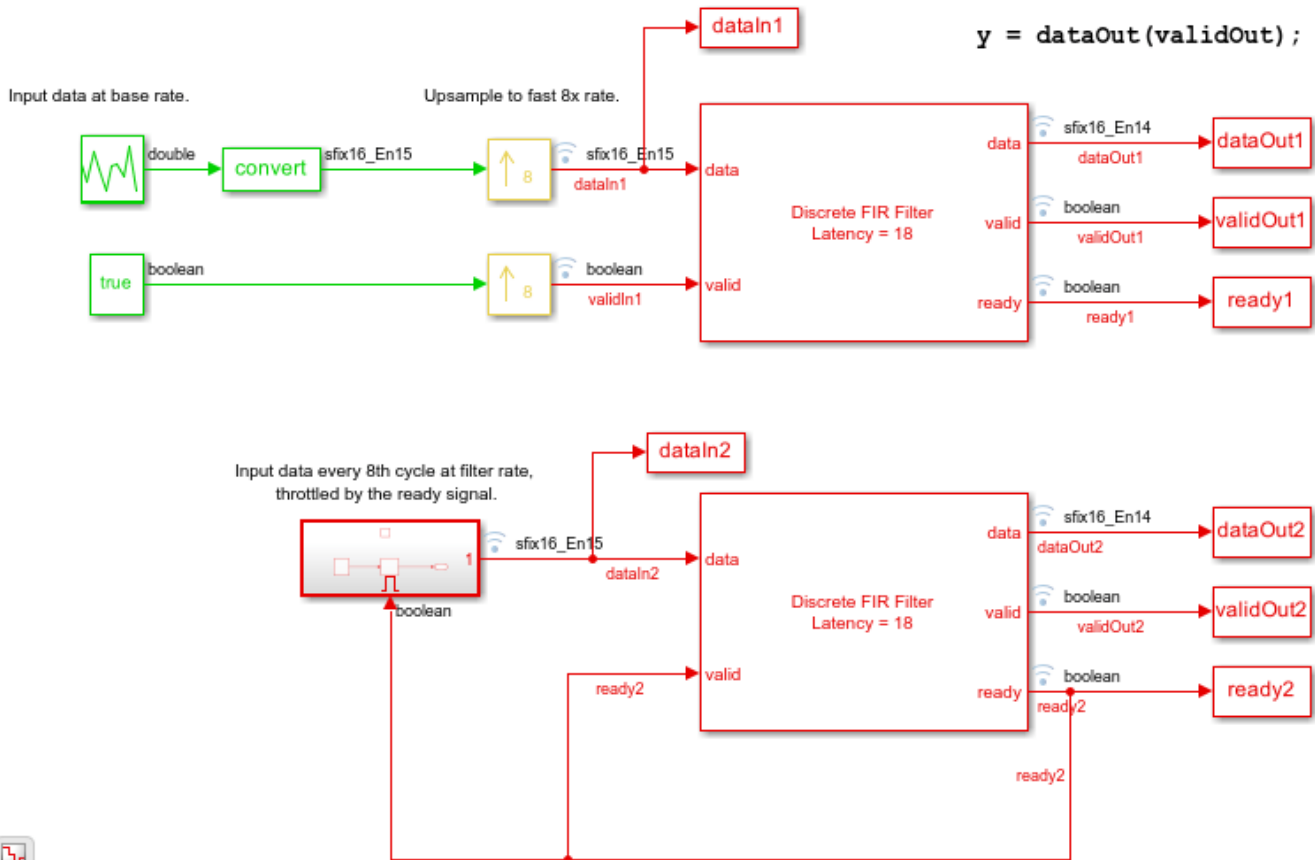 dataIn1
y = dataOut(validOut);
Input data at base rate.
Upsample to fast 8x rate.
double
convert
sfix16_En15
8
sfix16_En15
dataIn1
data
Discrete FIR Filter
Latency = 18
data
sfix16_En14
dataOut1
dataOut1
valid
boolean
validOut1
validOut1
true
boolean
8
boolean
validIn1
valid
ready
boolean
ready1
ready1
dataIn2
Input data every 8th cycle at filter rate,
throttled by the ready signal.
1
sfix16_En15
dataIn2
boolean
data
Discrete FIR Filter
Latency = 18
data
sfix16_En14
dataOut2
dataOut2
valid
boolean
validOut2
validOut2
ready2
valid
ready
boolean
ready2
ready2
ready2